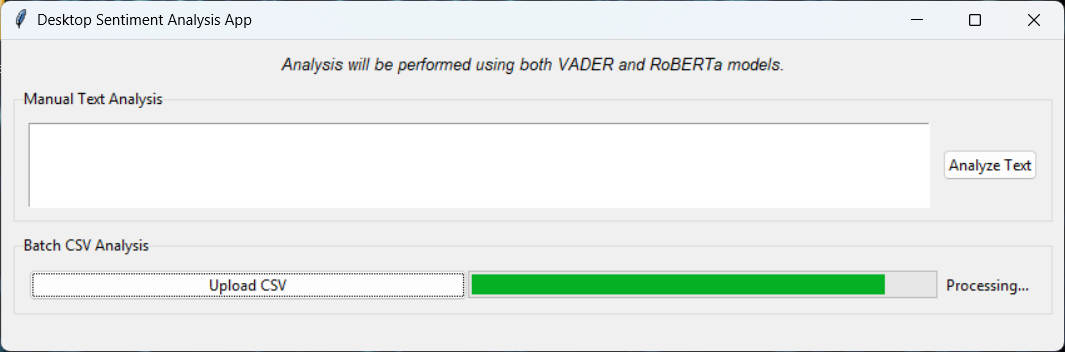 Desktop Sentiment Analysis App
Analysis will be performed using both VADER and RoBERTa models.
Manual Text Analysis
Analyze Text
Batch CSV Analysis
Upload CSV
Processing...